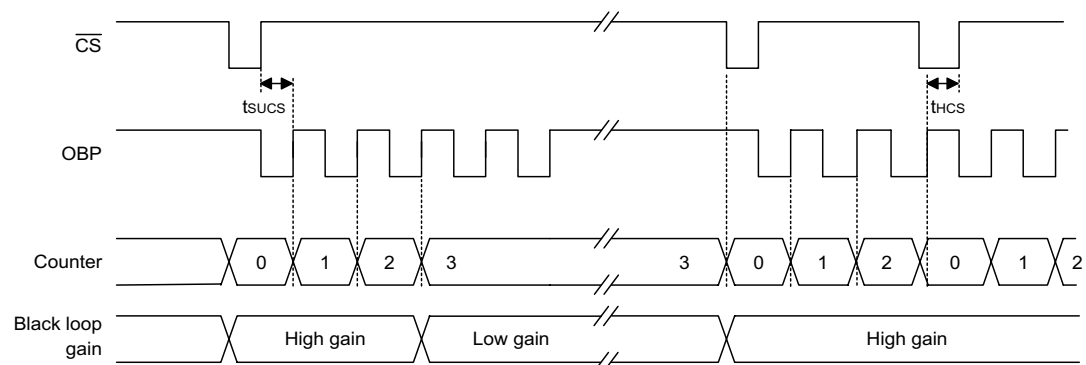 CS
tSUCS
tHCS
OBP
Counter
0
1
2
3
3
0
1
2
0
1
2
Black loop
gain
High gain
Low gain
High gain